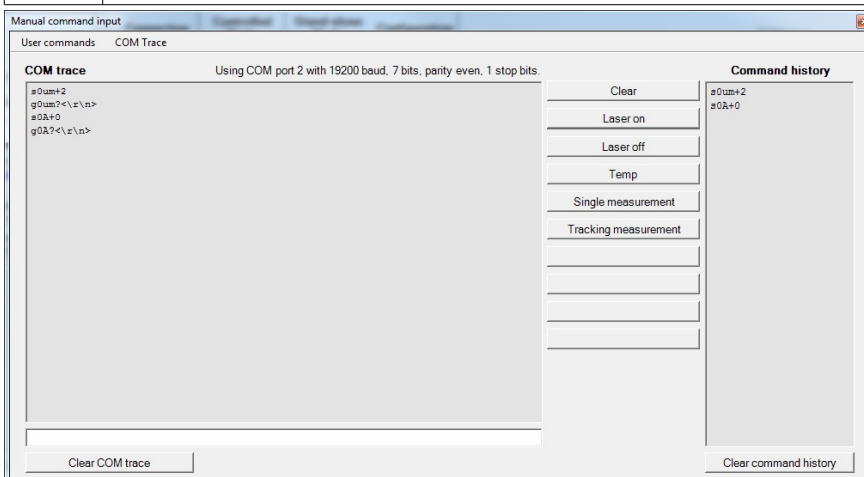 Manual command input
User commands COM Trace
COM trace Using COM port 2 with 19200 baud, 7 bits, parity even, 1 stop bits. Command history
s0um+2
g0um?<\r\n>
s0A+0
g0A?<\r\n>
Clear
Laser on
Laser off
Temp
Single measurement
Tracking measurement
s0um+2
s0A+0
Clear COM trace
Clear command history